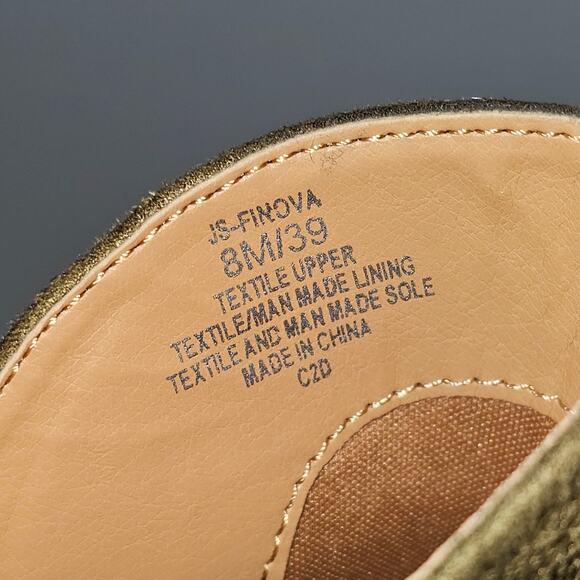 JS-FINOVA
8M/39
TEXTILE UPPER
TEXTILE/MAN MADE LINING
TEXTILE AND MAN MADE SOLE
MADE IN CHINA
C2D